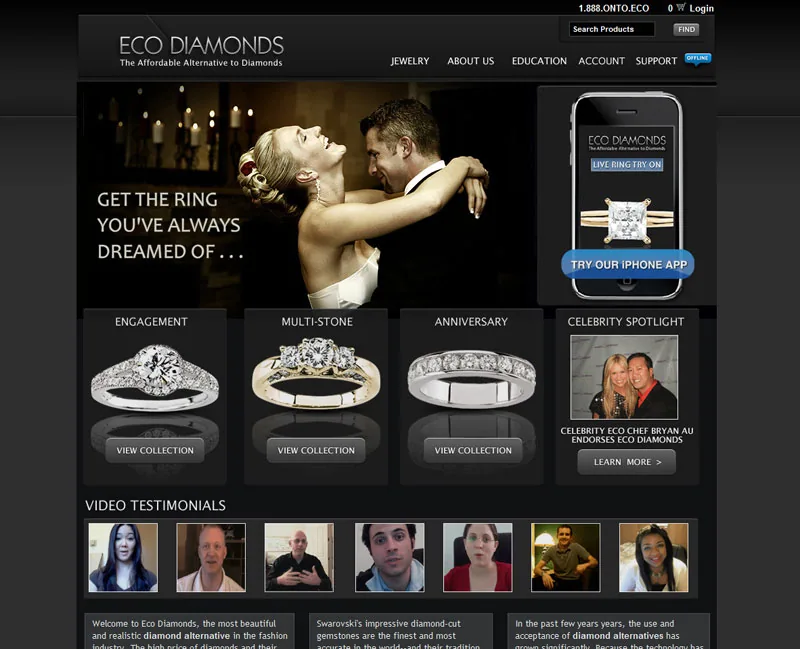 1.888.ONTO.ECO 0 Login
Search Products FIND
ECO DIAMONDS
The Affordable Alternative to Diamonds
JEWELRY ABOUT US EDUCATION ACCOUNT SUPPORT OFFLINE
GET THE RING
YOU'VE ALWAYS
DREAMED OF . . .
ECO DIAMONDS
The Affordable Alternative to Diamonds
LIVE RING TRY ON
TRY OUR iPHONE APP
ENGAGEMENT
VIEW COLLECTION
MULTI-STONE
VIEW COLLECTION
ANNIVERSARY
VIEW COLLECTION
CELEBRITY SPOTLIGHT
CELEBRITY ECO CHEF BRYAN AU
ENDORSES ECO DIAMONDS
LEARN MORE >
VIDEO TESTIMONIALS
Welcome to Eco Diamonds, the most beautiful
and realistic diamond alternative in the fashion
industry. The high price of diamonds and their
Swarovski's impressive diamond-cut
gemstones are the finest and most
accurate in the world--and their tradition
In the past few years years, the use and
acceptance of diamond alternatives has
grown significantly. Because the technology has